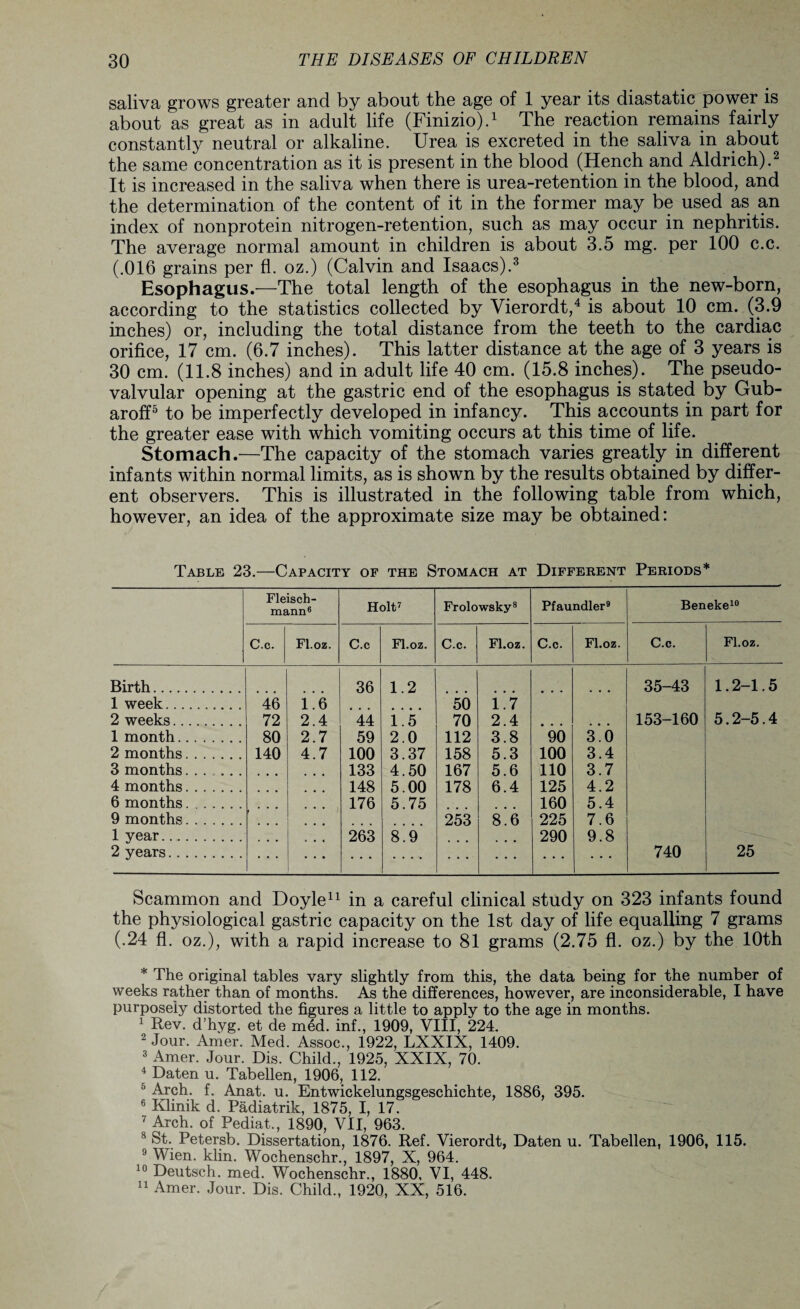 30 THE DISEASES OF CHILDREN
saliva grows greater and by about the age of 1 year its diastatic power is
about as great as in adult life (Finizio).¹ The reaction remains fairly
constantly neutral or alkaline. Urea is excreted in the saliva in about
the same concentration as it is present in the blood (Hench and Aldrich).²
It is increased in the saliva when there is urea-retention in the blood, and
the determination of the content of it in the former may be used as an
index of nonprotein nitrogen-retention, such as may occur in nephritis.
The average normal amount in children is about 3.5 mg. per 100 c.c.
(.016 grains per fl. oz.) (Calvin and Isaacs).³
Esophagus.—The total length of the esophagus in the new-born,
according to the statistics collected by Vierordt,⁴ is about 10 cm. (3.9
inches) or, including the total distance from the teeth to the cardiac
orifice, 17 cm. (6.7 inches). This latter distance at the age of 3 years is
30 cm. (11.8 inches) and in adult life 40 cm. (15.8 inches). The pseudo-
valvular opening at the gastric end of the esophagus is stated by Gub-
aroff⁵ to be imperfectly developed in infancy. This accounts in part for
the greater ease with which vomiting occurs at this time of life.
Stomach.—The capacity of the stomach varies greatly in different
infants within normal limits, as is shown by the results obtained by differ-
ent observers. This is illustrated in the following table from which,
however, an idea of the approximate size may be obtained:
Table 23.—Capacity of the Stomach at Different Periods*
Fleisch-
mann⁶ Holt⁷ Frolowsky⁸ Pfaundler⁹ Beneke¹⁰
C.c. Fl.oz. C.c Fl.oz. C.c. Fl.oz. C.c. Fl.oz. C.c. Fl.oz.
Birth........... ... ... 36 1.2 ... ... ... ... 35-43 1.2-1.5
1 week.......... 46 1.6 ... .... 50 1.7
2 weeks......... 72 2.4 44 1.5 70 2.4 ... ... 153-160 5.2-5.4
1 month......... 80 2.7 59 2.0 112 3.8 90 3.0
2 months........ 140 4.7 100 3.37 158 5.3 100 3.4
3 months........ ... ... 133 4.50 167 5.6 110 3.7
4 months........ ... ... 148 5.00 178 6.4 125 4.2
6 months........ ... ... 176 5.75 ... ... 160 5.4
9 months........ ... ... ... .... 253 8.6 225 7.6
1 year........... ... ... 263 8.9 ... ... 290 9.8
2 years.......... ... ... ... .... ... ... ... ... 740 25
Scammon and Doyle¹¹ in a careful clinical study on 323 infants found
the physiological gastric capacity on the 1st day of life equalling 7 grams
(.24 fl. oz.), with a rapid increase to 81 grams (2.75 fl. oz.) by the 10th
* The original tables vary slightly from this, the data being for the number of
weeks rather than of months. As the differences, however, are inconsiderable, I have
purposely distorted the figures a little to apply to the age in months.
¹ Rev. d'hyg. et de méd. inf., 1909, VIII, 224.
² Jour. Amer. Med. Assoc., 1922, LXXIX, 1409.
³ Amer. Jour. Dis. Child., 1925, XXIX, 70.
⁴ Daten u. Tabellen, 1906, 112.
⁵ Arch. f. Anat. u. Entwickelungsgeschichte, 1886, 395.
⁶ Klinik d. Pädiatrik, 1875, I, 17.
⁷ Arch. of Pediat., 1890, VII, 963.
⁸ St. Petersb. Dissertation, 1876. Ref. Vierordt, Daten u. Tabellen, 1906, 115.
⁹ Wien. klin. Wochenschr., 1897, X, 964.
¹⁰ Deutsch. med. Wochenschr., 1880, VI, 448.
¹¹ Amer. Jour. Dis. Child., 1920, XX, 516.